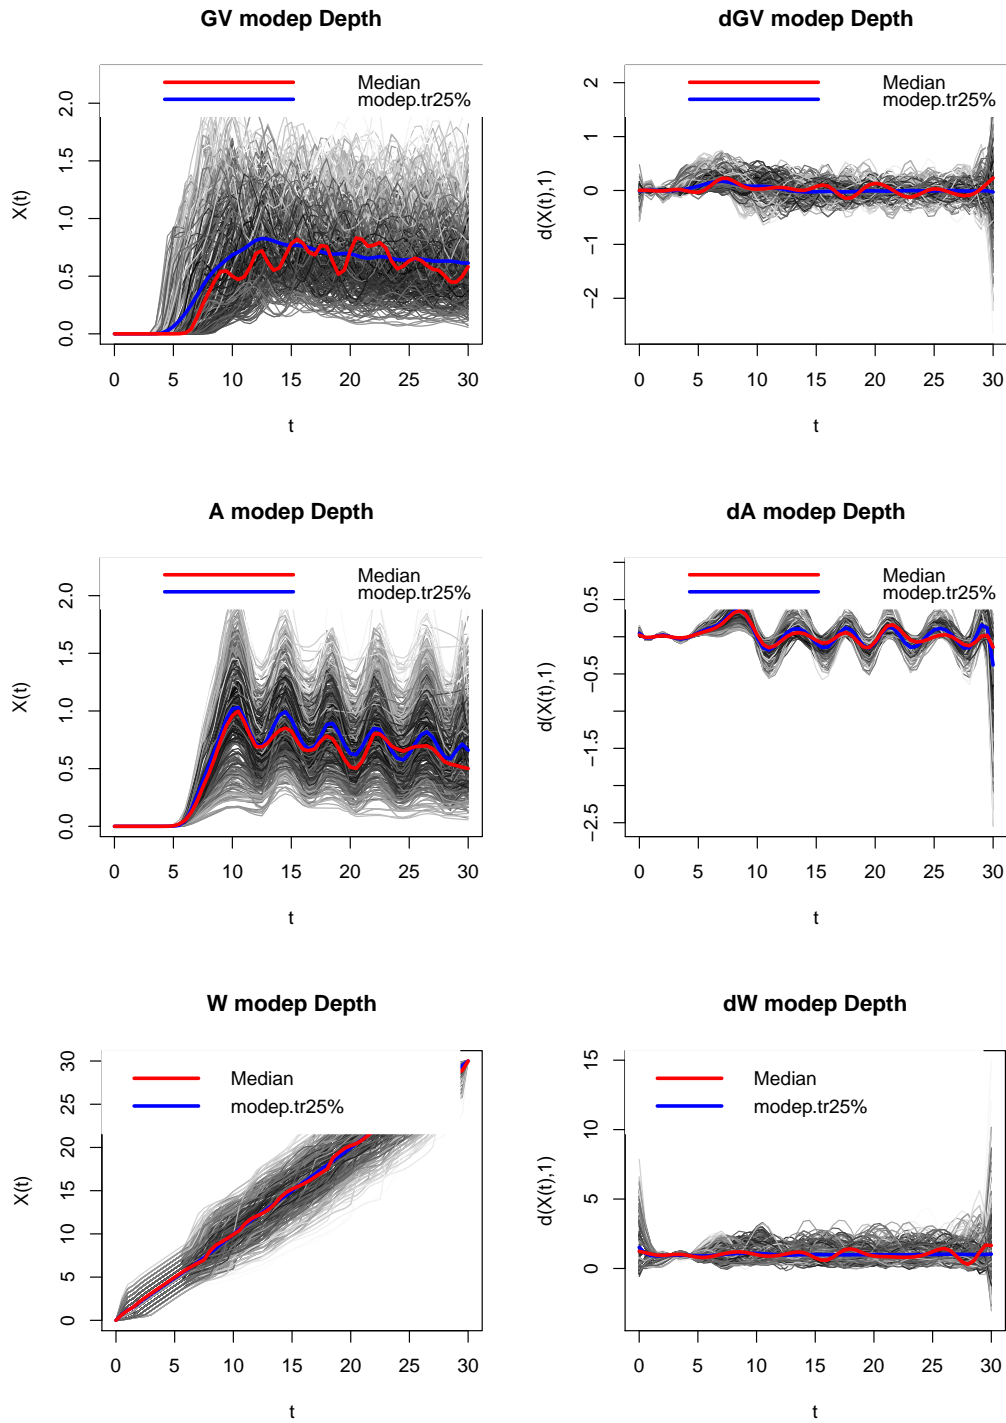 GV modep Depth
Median
modep.tr25%
X(t)
0.0 0.5 1.0 1.5 2.0
0 5 10 15 20 25 30
t
dGV modep Depth
Median
modep.tr25%
d(X(t),1)
−2 −1 0 1 2
0 5 10 15 20 25 30
t
A modep Depth
Median
modep.tr25%
X(t)
0.0 0.5 1.0 1.5 2.0
0 5 10 15 20 25 30
t
dA modep Depth
Median
modep.tr25%
d(X(t),1)
−2.5 −1.5 −0.5 0.5
0 5 10 15 20 25 30
t
W modep Depth
Median
modep.tr25%
X(t)
0 5 10 15 20 25 30
0 5 10 15 20 25 30
t
dW modep Depth
Median
modep.tr25%
d(X(t),1)
0 5 10 15
0 5 10 15 20 25 30
t